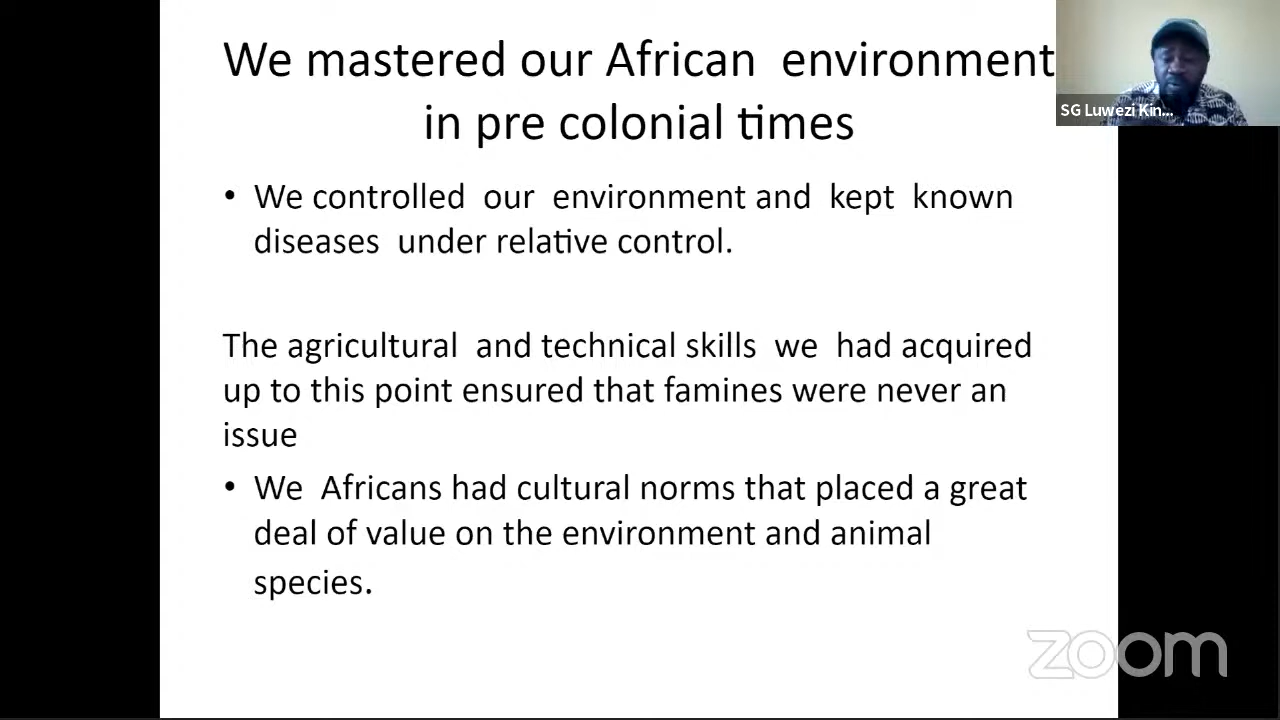 We mastered our African environment
in pre colonial times
SG Luwezi Kin...
• We controlled our environment and kept known
diseases under relative control.
The agricultural and technical skills we had acquired
up to this point ensured that famines were never an
issue
• We Africans had cultural norms that placed a great
deal of value on the environment and animal
species.
zoom